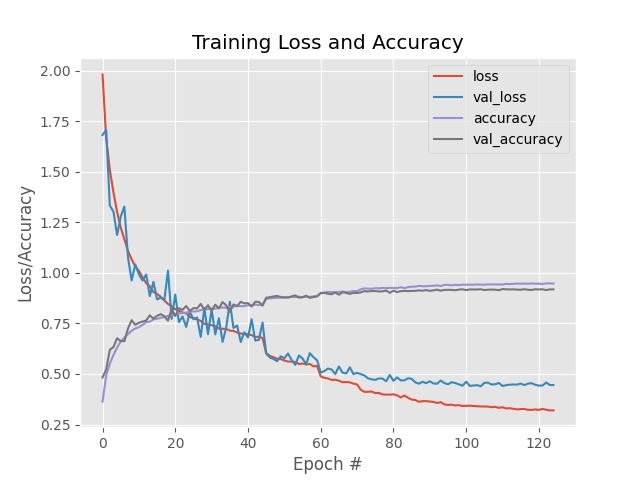 Training Loss and Accuracy
loss
val_loss
accuracy
val_accuracy
Loss/Accuracy
2.00
1.75
1.50
1.25
1.00
0.75
0.50
0.25
0 20 40 60 80 100 120
Epoch #